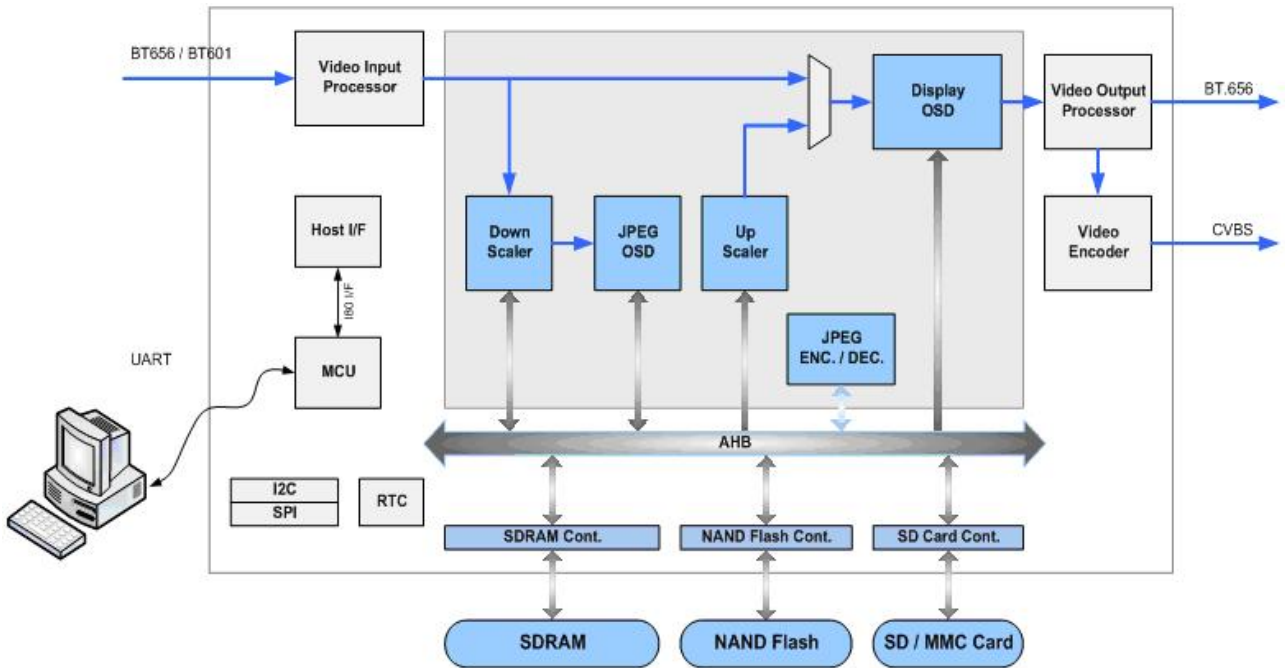 BT656 / BT601
Video Input
Processor
Display
OSD
Video Output
Processor
BT.656
Host I/F
Down
Scaler
JPEG
OSD
Up
Scaler
Video
Encoder
CVBS
I80 I/F
UART
MCU
JPEG
ENC. / DEC.
AHB
I2C
SPI
RTC
SDRAM Cont.
NAND Flash Cont.
SD Card Cont.
SDRAM
NAND Flash
SD / MMC Card